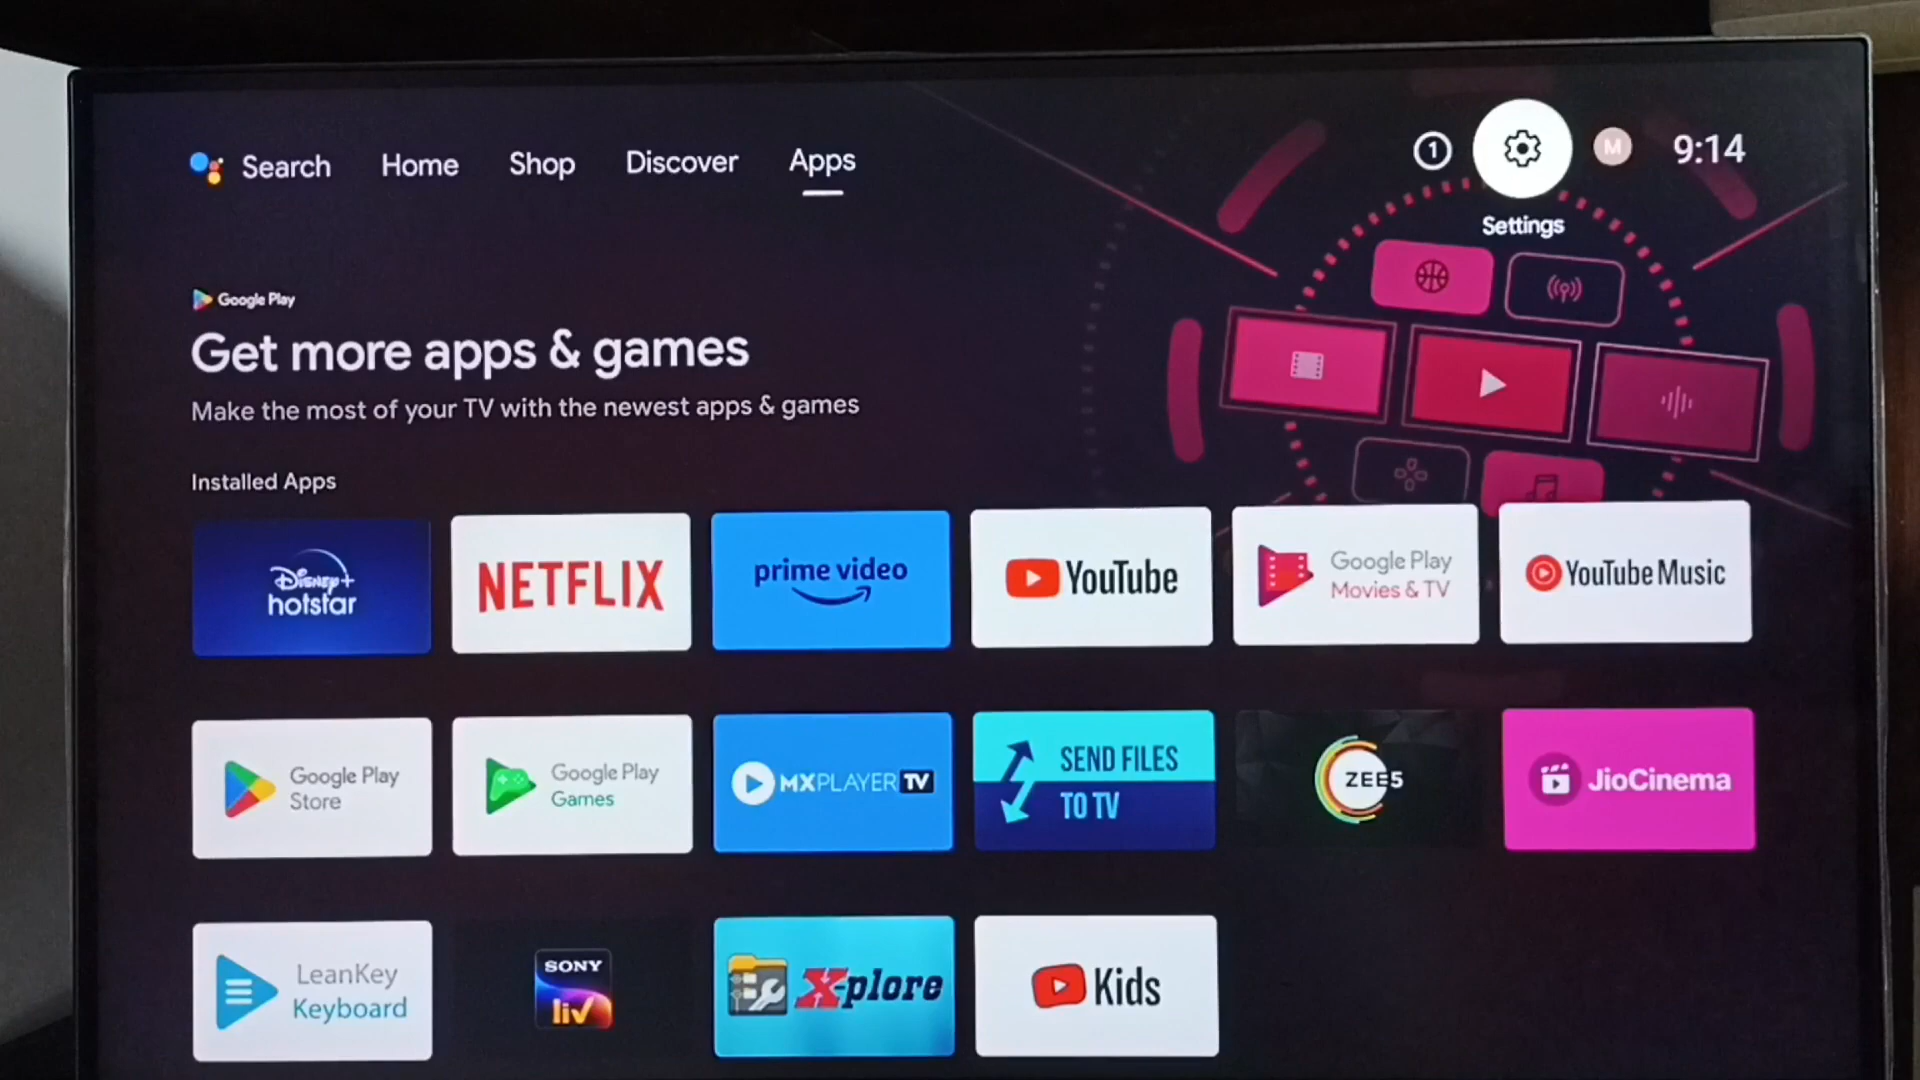 Search Home Shop Discover Apps
1 M 9:14
Settings
Google Play
Get more apps & games
Make the most of your TV with the newest apps & games
Installed Apps
Disney+
hotstar
NETFLIX
prime video
YouTube
Google Play
Movies & TV
YouTube Music
Google Play
Store
Google Play
Games
MXPLAYER TV
SEND FILES
TO TV
ZEE5
JioCinema
LeanKey
Keyboard
SONY
liv
X-plore
Kids